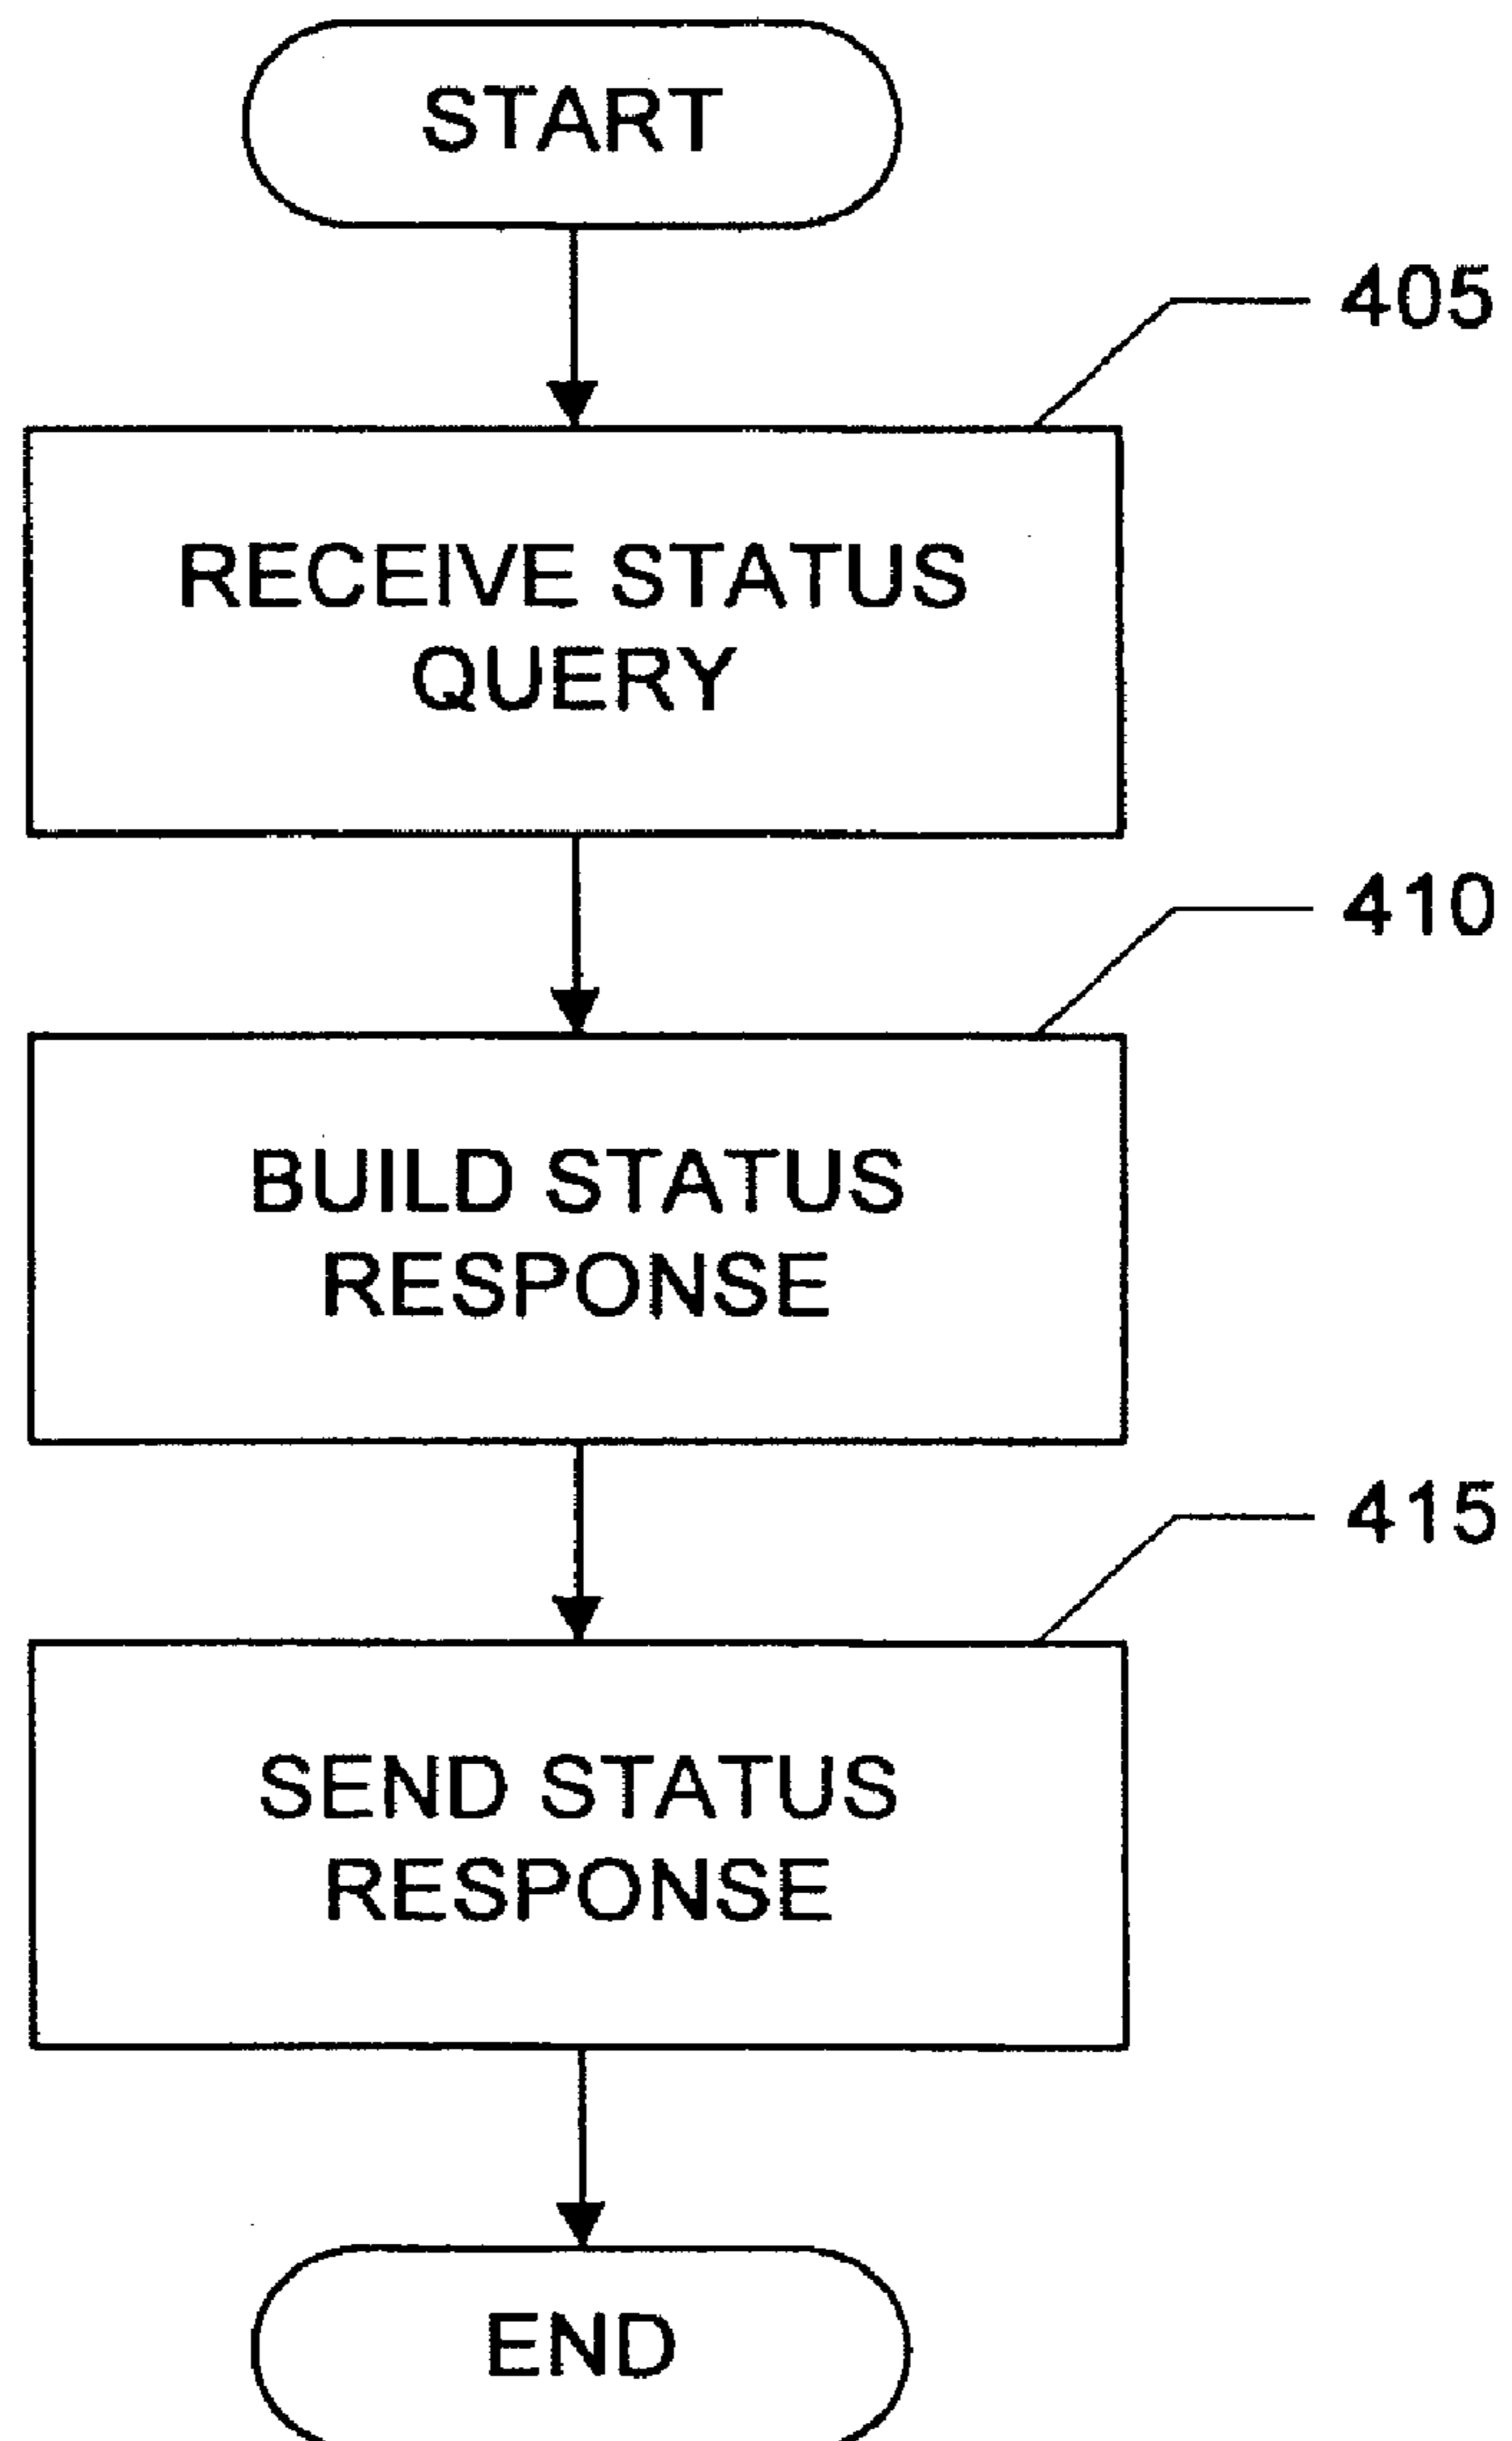 START
405
RECEIVE STATUS
QUERY
410
BUILD STATUS
RESPONSE
415
SEND STATUS
RESPONSE
END